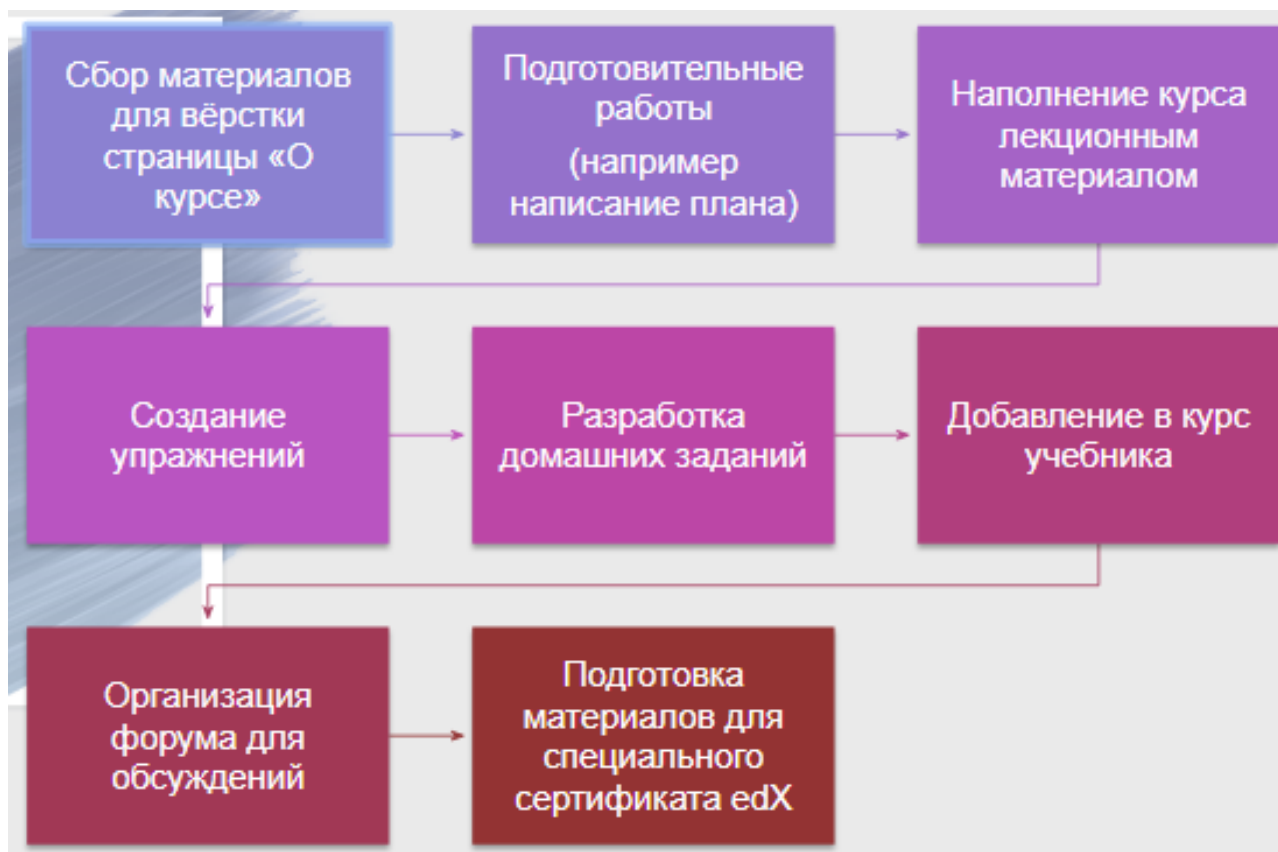 Сбор материалов
для вёрстки
страницы «О
курсе»
Подготовительные
работы
(например
написание плана)
Наполнение курса
лекционным
материалом
Создание
упражнений
Разработка
домашних заданий
Добавление в курс
учебника
Организация
форума для
обсуждений
Подготовка
материалов для
специального
сертификата edX